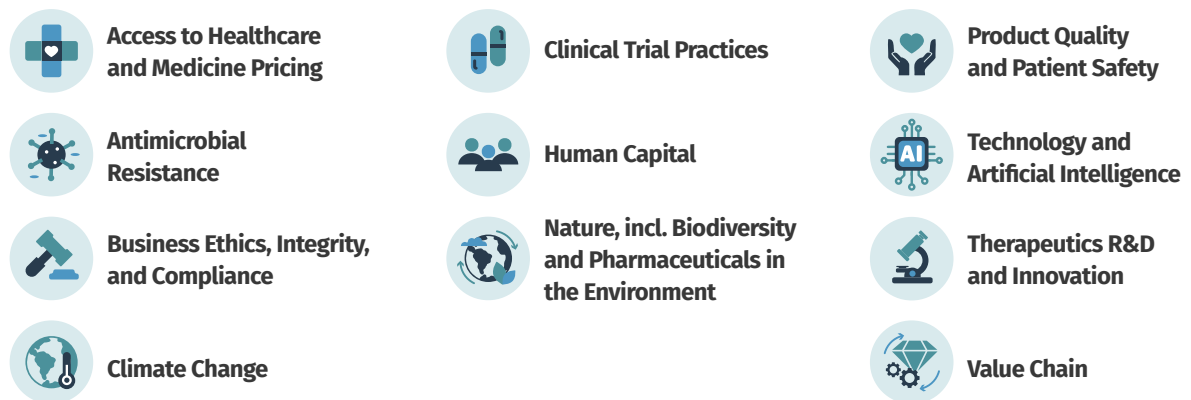 Access to Healthcare
and Medicine Pricing
Antimicrobial
Resistance
Business Ethics, Integrity,
and Compliance
Climate Change
Clinical Trial Practices
Human Capital
Nature, incl. Biodiversity
and Pharmaceuticals in
the Environment
Product Quality
and Patient Safety
AI
Technology and
Artificial Intelligence
Therapeutics R&D
and Innovation
Value Chain